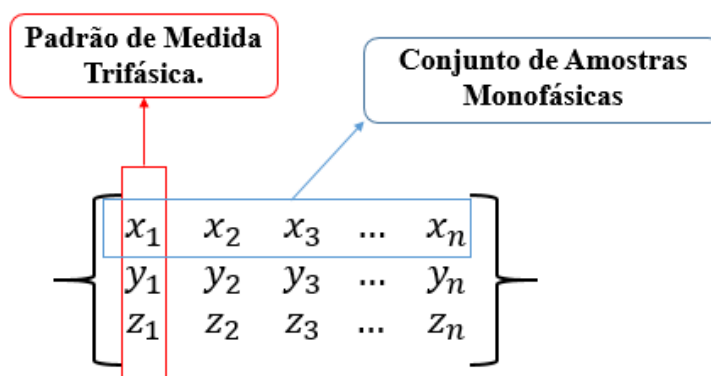 Padrão de Medida
Trifásica.
Conjunto de Amostras
Monofásicas
x₁ x₂ x₃ ... xₙ
y₁ y₂ y₃ ... yₙ
z₁ z₂ z₃ ... zₙ